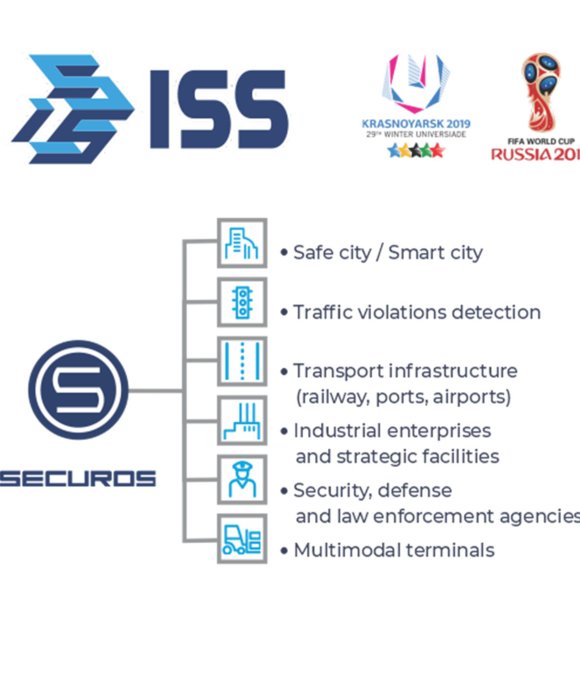 ISS
KRASNOYARSK 2019
29TH WINTER UNIVERSIADE
FIFA WORLD CUP
RUSSIA 201
• Safe city / Smart city
• Traffic violations detection
• Transport infrastructure
(railway, ports, airports)
• Industrial enterprises
and strategic facilities
SECUROS
• Security, defense
and law enforcement agencies
• Multimodal terminals